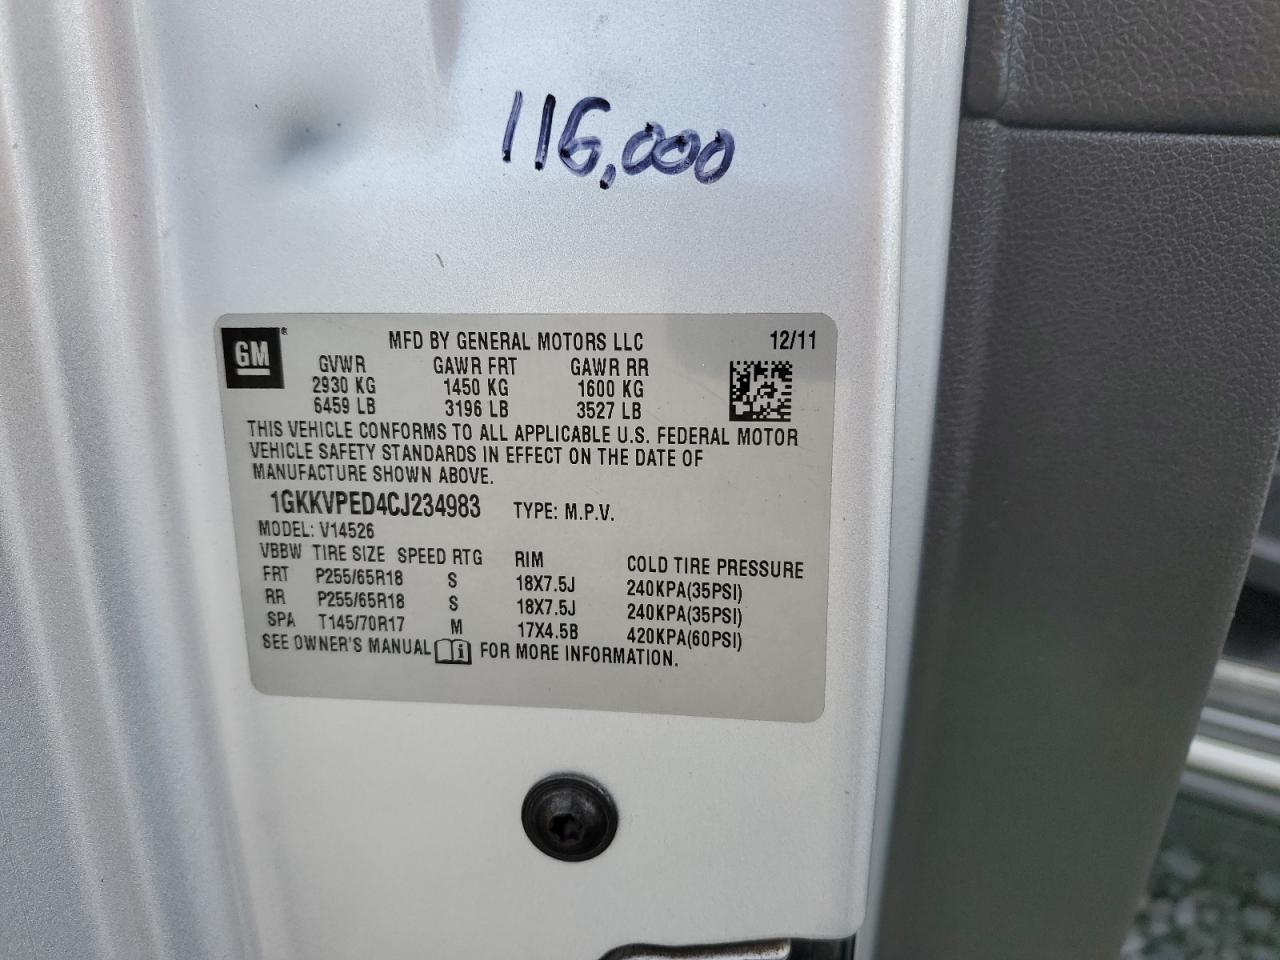 116,000
GM ®
MFD BY GENERAL MOTORS LLC 12/11
GVWR GAWR FRT GAWR RR
2930 KG 1450 KG 1600 KG
6459 LB 3196 LB 3527 LB
THIS VEHICLE CONFORMS TO ALL APPLICABLE U.S. FEDERAL MOTOR
VEHICLE SAFETY STANDARDS IN EFFECT ON THE DATE OF
MANUFACTURE SHOWN ABOVE.
1GKKVPED4CJ234983 TYPE: M.P.V.
MODEL: V14526
VBBW TIRE SIZE SPEED RTG RIM COLD TIRE PRESSURE
FRT P255/65R18 S 18X7.5J 240KPA(35PSI)
RR P255/65R18 S 18X7.5J 240KPA(35PSI)
SPA T145/70R17 M 17X4.5B 420KPA(60PSI)
SEE OWNER'S MANUAL i FOR MORE INFORMATION.